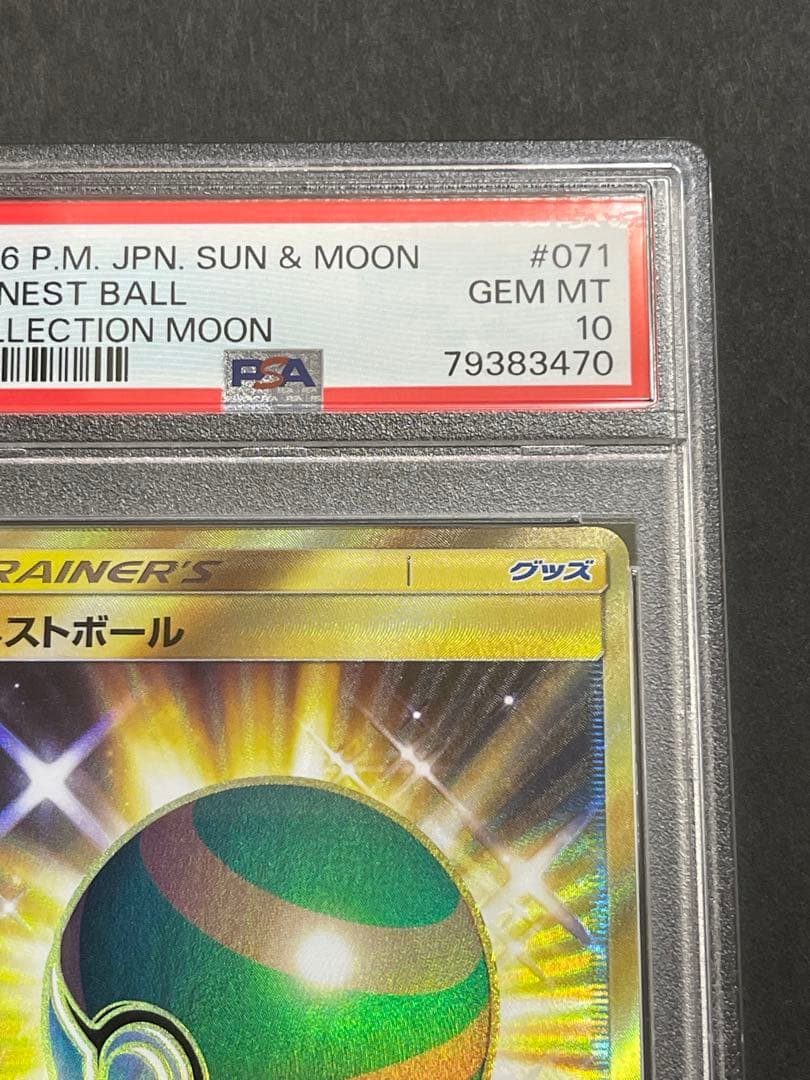 6 P.M. JPN. SUN & MOON #071
NEST BALL GEM MT
LLECTION MOON 10
PSA 79383470
RAINER'S グッズ
ストボール